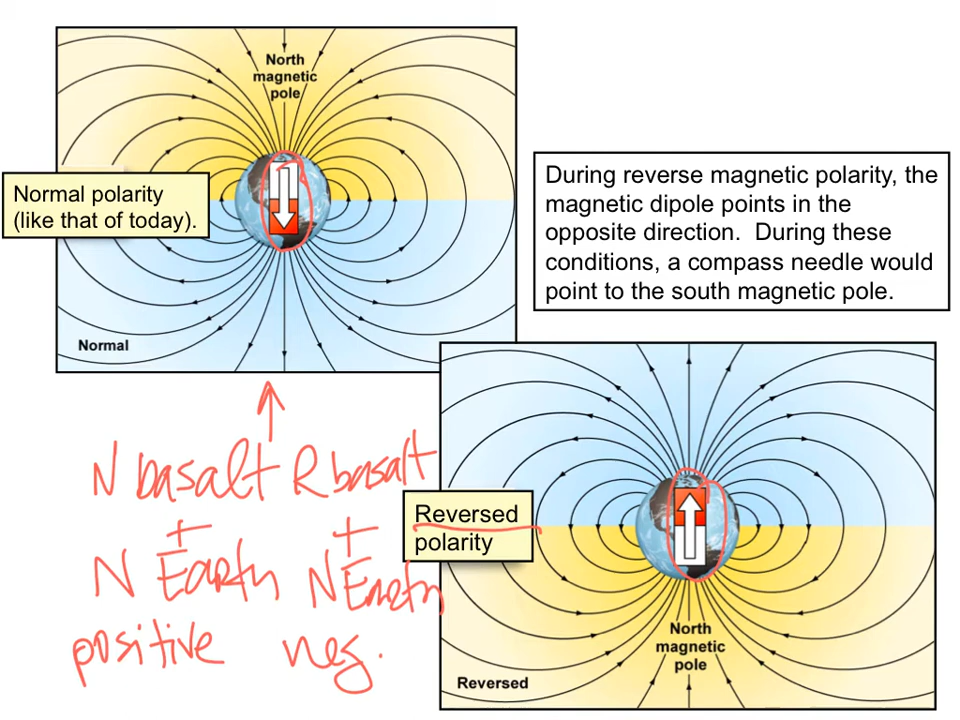 North
magnetic
pole
Normal polarity
(like that of today).
Normal
During reverse magnetic polarity, the
magnetic dipole points in the
opposite direction. During these
conditions, a compass needle would
point to the south magnetic pole.
N basalt R basalt
+ +
N Earth N Earth
positive neg.
Reversed
polarity
North
magnetic
pole
Reversed